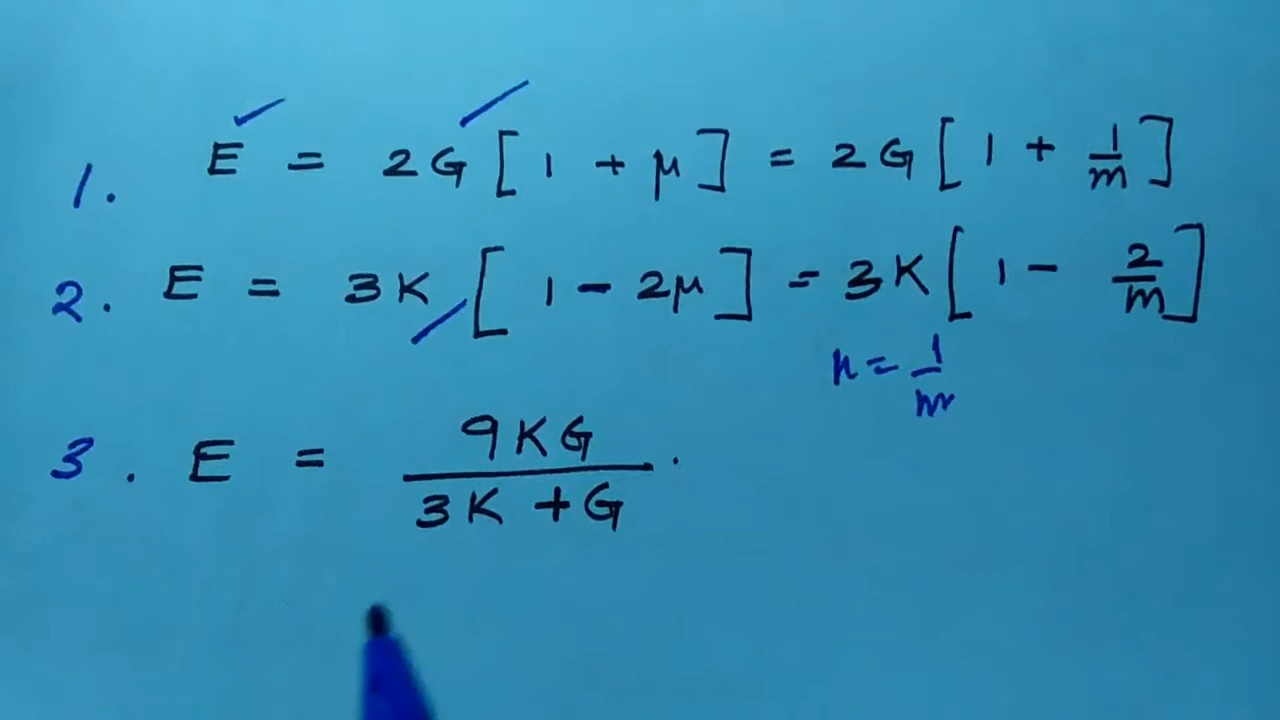 1. E = 2G [ 1 + μ ] = 2G [ 1 + 1/m ]
2. E = 3K [ 1 - 2μ ] = 3K [ 1 - 2/m ]
μ = 1/m
3. E = 9KG / 3K + G .